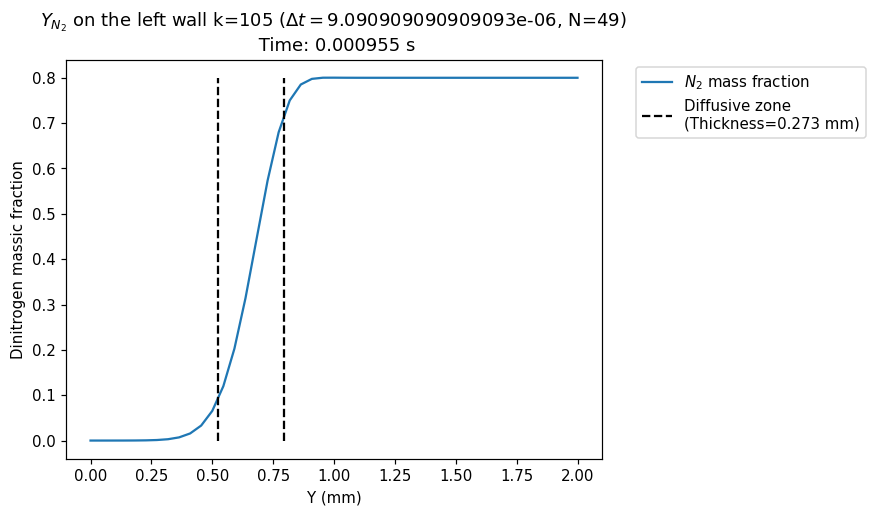 Y_{N_2} on the left wall k=105 (Δt = 9.090909090909093e-06, N=49)
Time: 0.000955 s
N_2 mass fraction
Diffusive zone
(Thickness=0.273 mm)
Dinitrogen massic fraction
0.8
0.7
0.6
0.5
0.4
0.3
0.2
0.1
0.0
0.00 0.25 0.50 0.75 1.00 1.25 1.50 1.75 2.00
Y (mm)